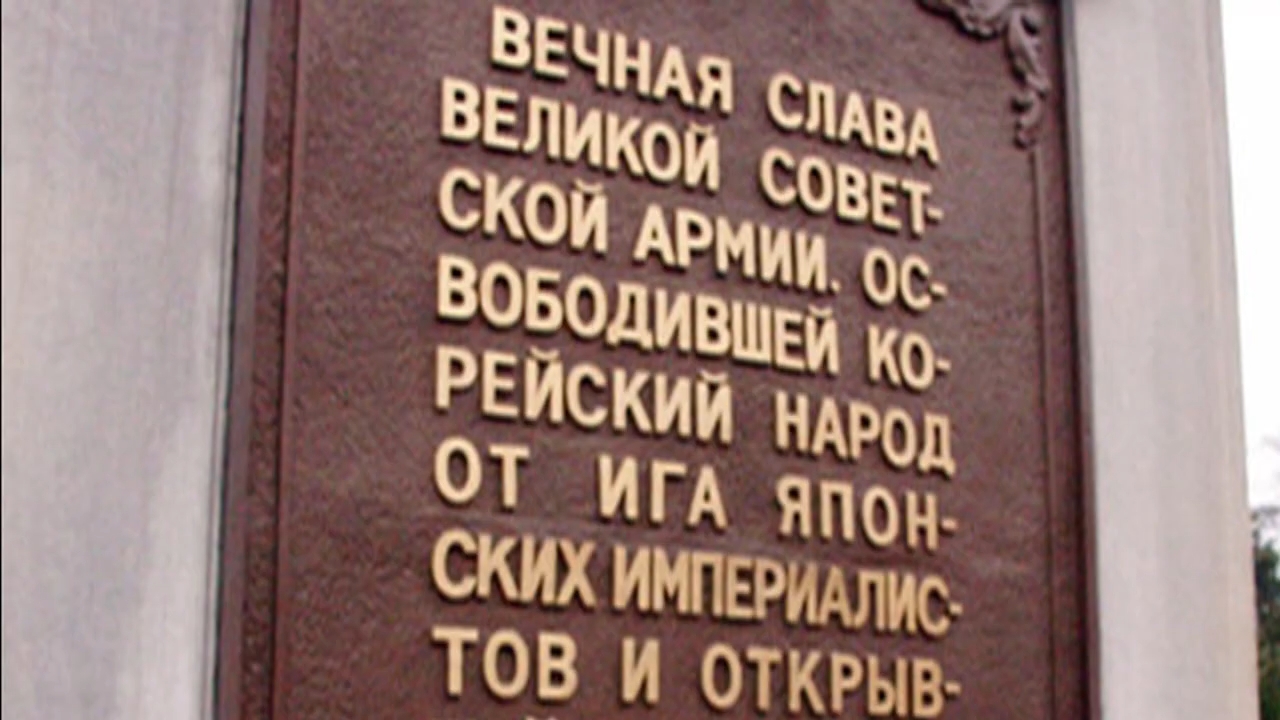 ВЕЧНАЯ СЛАВА
ВЕЛИКОЙ СОВЕТ-
СКОЙ АРМИИ. ОС-
ВОБОДИВШЕЙ КО-
РЕЙСКИЙ НАРОД
ОТ ИГА ЯПОН-
СКИХ ИМПЕРИАЛИС-
ТОВ И ОТКРЫВ-